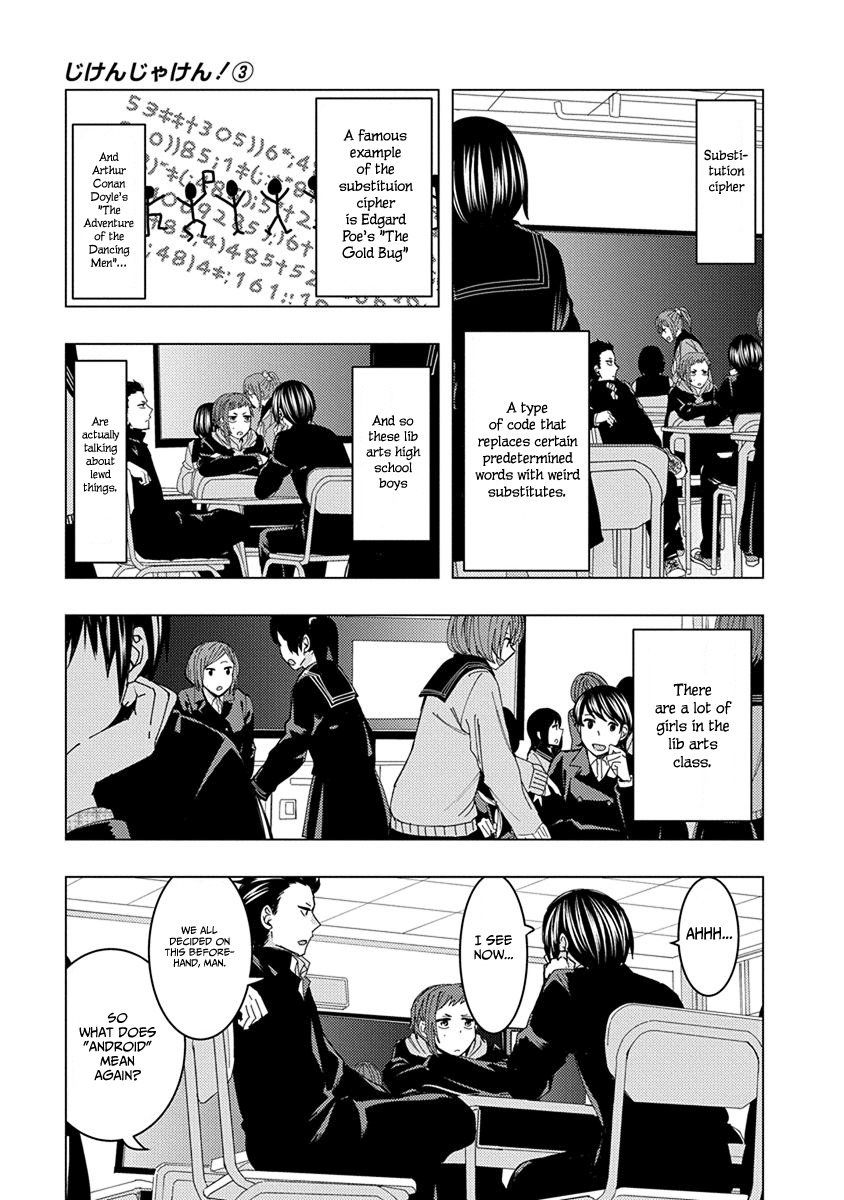 じけんじゃけん！③
Substi-
tution
cipher
A type
of code that
replaces certain
predetermined
words with weird
substitutes.
A famous
example
of the
substituion
cipher
is Edgard
Poe's "The
Gold Bug"
And
Arthur
Conan
Doyle's
"The
Adventure
of the
Dancing
Men"...
And so
these lib
arts high
school
boys
Are
actually
talking
about
lewd
things.
There
are a lot of
girls in the
lib arts
class.
AHHH...
I SEE
NOW...
WE ALL
DECIDED ON
THIS BEFORE-
HAND, MAN.
SO
WHAT DOES
"ANDROID"
MEAN
AGAIN?